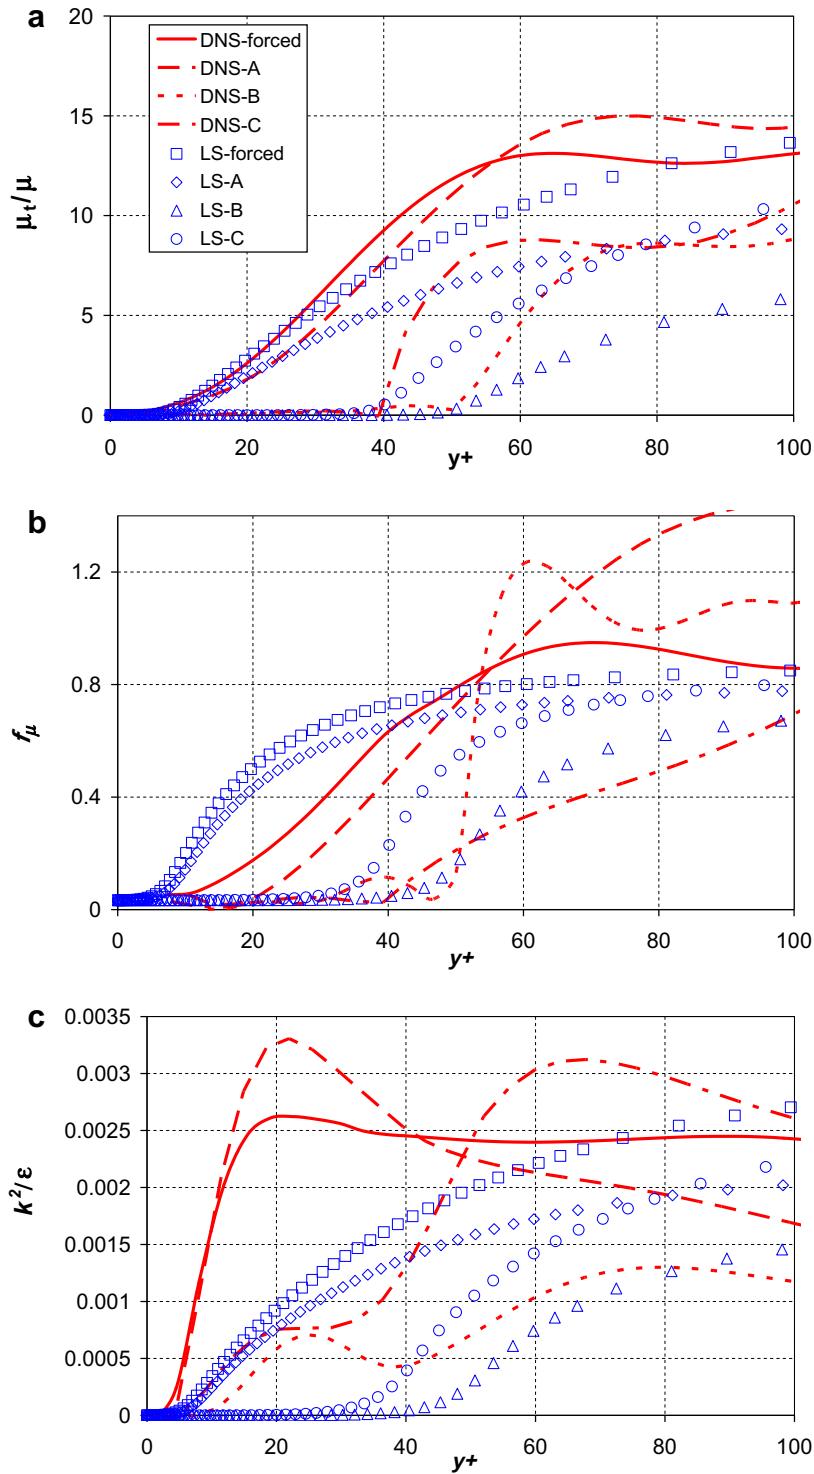 a
20
15
10
5
0
μt/μ
DNS-forced
DNS-A
DNS-B
DNS-C
LS-forced
LS-A
LS-B
LS-C
0 20 40 60 80 100
y+
b
1.2
0.8
0.4
0
fμ
0 20 40 60 80 100
y+
c
0.0035
0.003
0.0025
0.002
0.0015
0.001
0.0005
0
k²/ε
0 20 40 60 80 100
y+